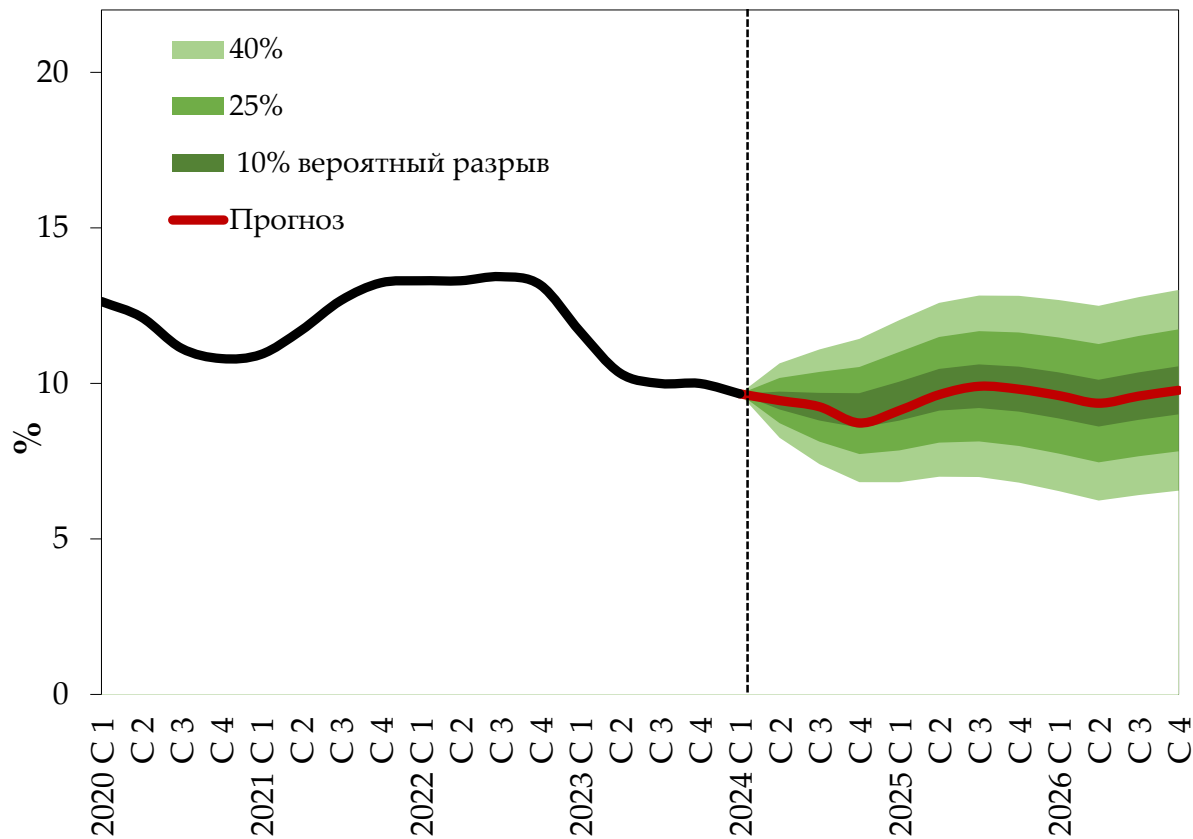 40%
25%
10% вероятный разрыв
Прогноз
20
15
10
5
0
%
2020 С 1
С 2
С 3
С 4
2021 С 1
С 2
С 3
С 4
2022 С 1
С 2
С 3
С 4
2023 С 1
С 2
С 3
С 4
2024 С 1
С 2
С 3
С 4
2025 С 1
С 2
С 3
С 4
2026 С 1
С 2
С 3
С 4